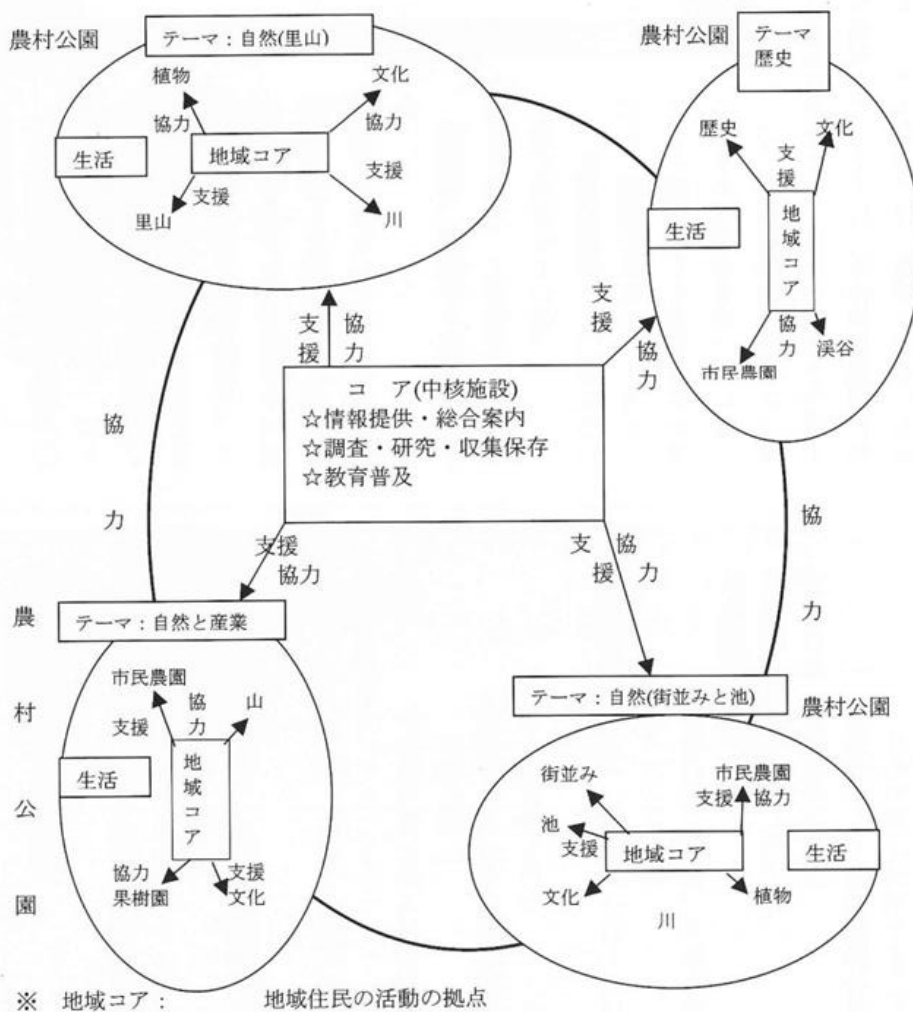 農村公園
テーマ：自然(里山)
植物
文化
協力
協力
生活
地域コア
支援
支援
里山
川
農村公園
テーマ
歴史
歴史
文化
支援
生活
地域コア
協力
市民農園
渓谷
支援
協力
支援
協力
コ ア(中核施設)
☆情報提供・総合案内
☆調査・研究・収集保存
☆教育普及
協力
協力
支援
協力
支援
協力
農村公園
テーマ：自然と産業
市民農園
協力
山
支援
生活
地域コア
協力
支援
果樹園
文化
テーマ：自然(街並みと池)
農村公園
街並み
市民農園
支援
協力
池
支援
地域コア
生活
文化
植物
川
※ 地域コア： 地域住民の活動の拠点